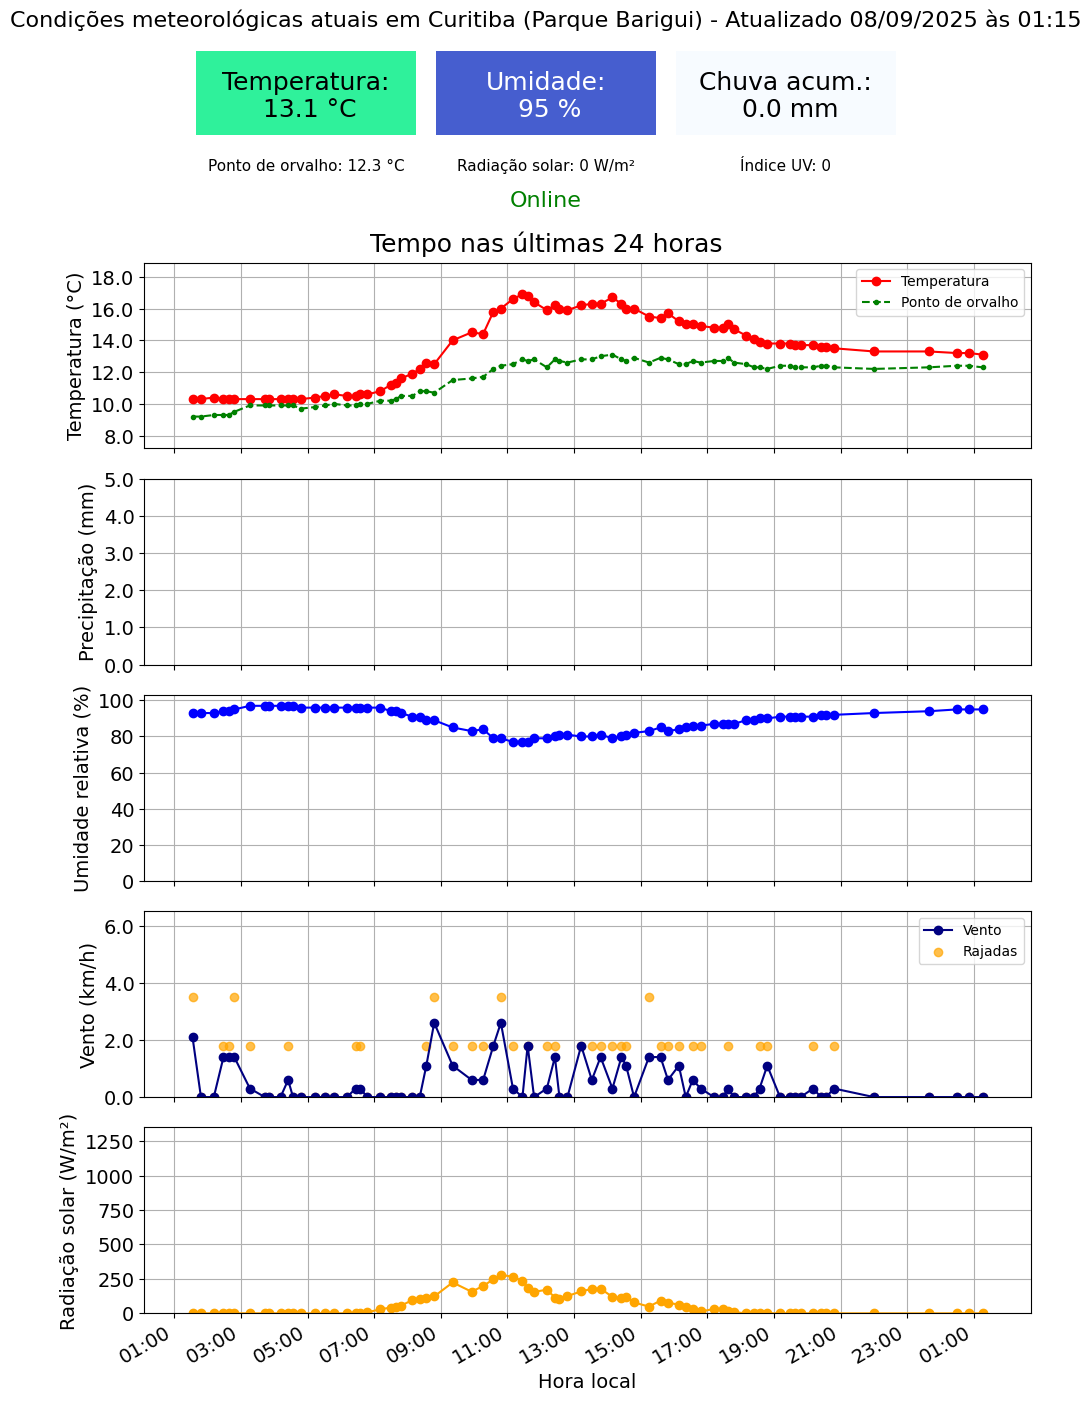 Condições meteorológicas atuais em Curitiba (Parque Barigui) - Atualizado 08/09/2025 às 01:15
Temperatura:
13.1 °C
Umidade:
95 %
Chuva acum.:
0.0 mm
Ponto de orvalho: 12.3 °C
Radiação solar: 0 W/m²
Índice UV: 0
Online
Tempo nas últimas 24 horas
Temperatura (°C)
18.0
16.0
14.0
12.0
10.0
8.0
Temperatura
Ponto de orvalho
Precipitação (mm)
5.0
4.0
3.0
2.0
1.0
0.0
Umidade relativa (%)
100
80
60
40
20
0
Vento (km/h)
6.0
4.0
2.0
0.0
Vento
Rajadas
Radiação solar (W/m²)
1250
1000
750
500
250
0
01:00
03:00
05:00
07:00
09:00
11:00
13:00
15:00
17:00
19:00
21:00
23:00
01:00
Hora local